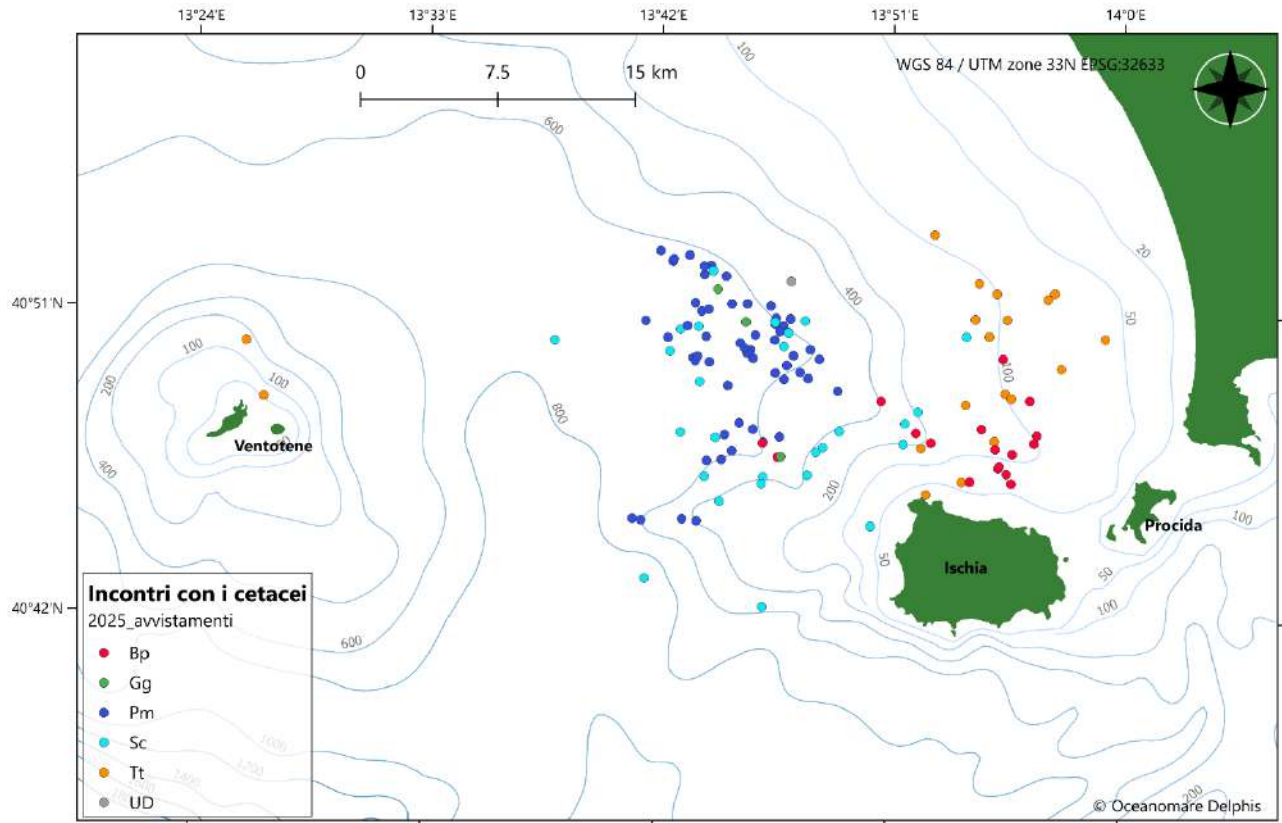 13°24'E 13°33'E 13°42'E 13°51'E 14°0'E
0 7.5 15 km
WGS 84 / UTM zone 33N EPSG:32633
100
600
20
400
40°51'N
50
100
100
200
100
800
Ventotene
400
200
Procida
100
50
Ischia
50
100
40°42'N
600
Incontri con i cetacei
2025_avvistamenti
Bp
Gg
Pm
Sc
Tt
UD
1000
1200
1400
200
© Oceanomare Delphis